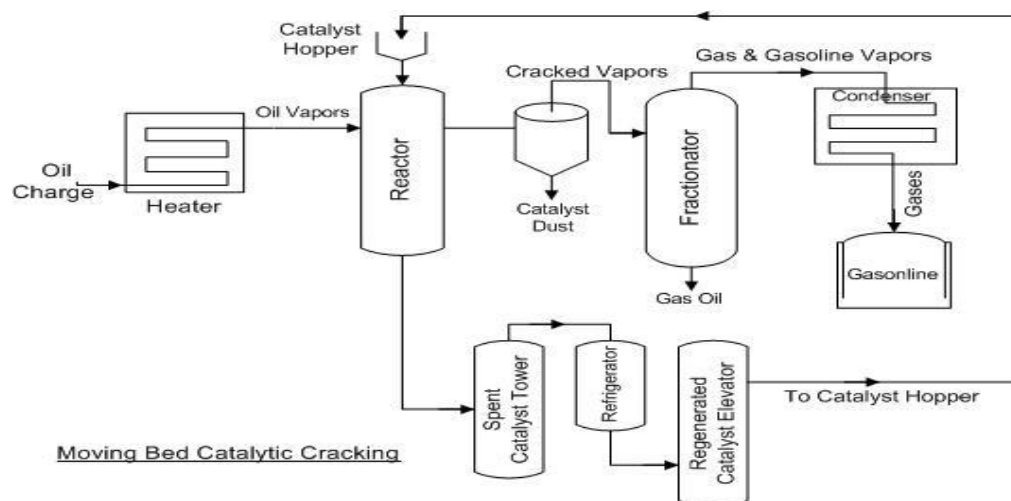 Catalyst
Hopper
Gas & Gasoline Vapors
Cracked Vapors
Condenser
Oil Vapors
Oil
Charge
Heater
Reactor
Catalyst
Dust
Fractionator
Gases
Gasonline
Gas Oil
Spent
Catalyst Tower
Refrigerator
Regenerated
Catalyst Elevator
To Catalyst Hopper
Moving Bed Catalytic Cracking